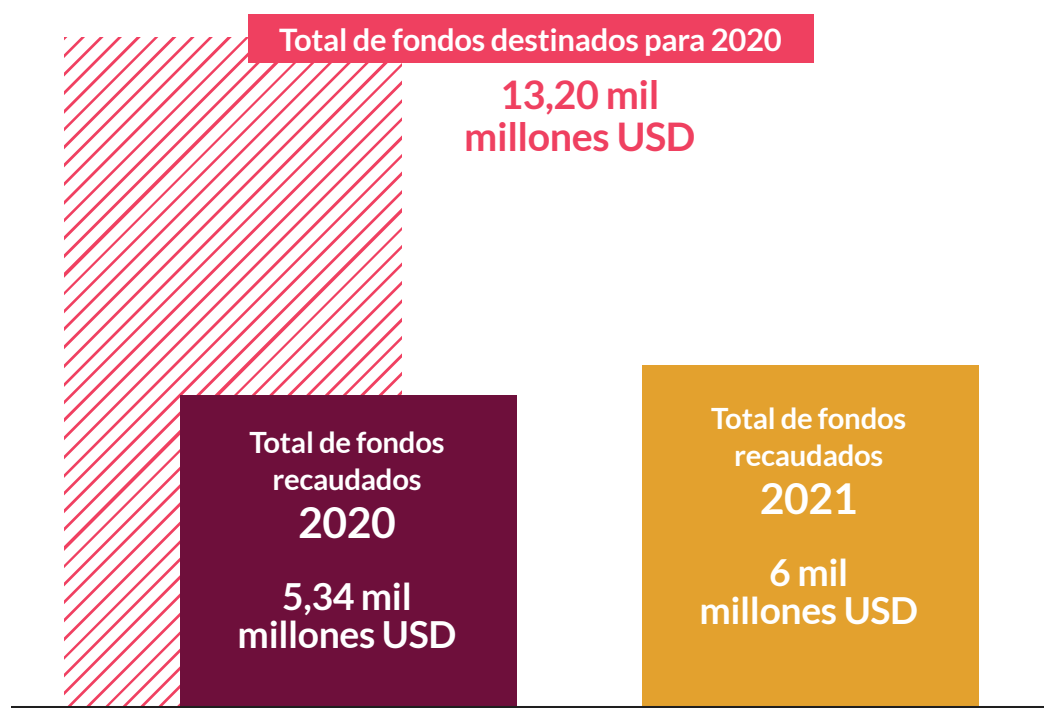 Total de fondos destinados para 2020
13,20 mil
millones USD
Total de fondos
recaudados
2020
5,34 mil
millones USD
Total de fondos
recaudados
2021
6 mil
millones USD